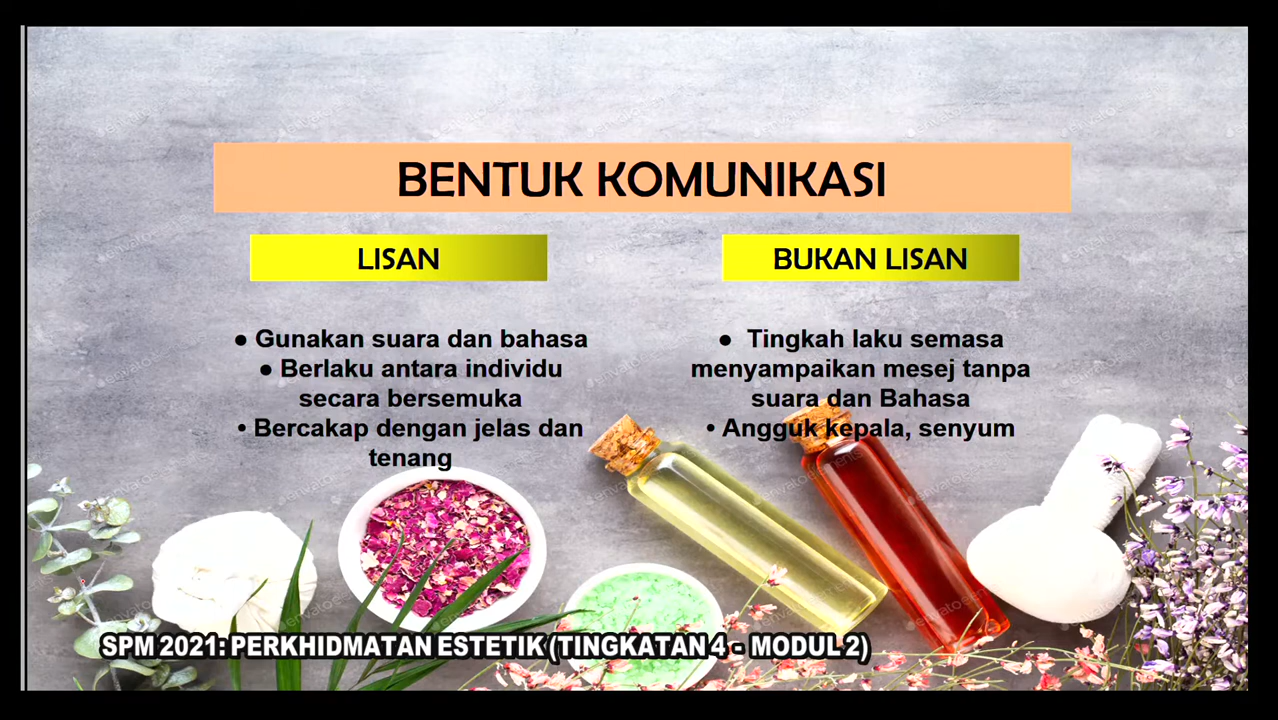 BENTUK KOMUNIKASI
LISAN
● Gunakan suara dan bahasa
● Berlaku antara individu
secara bersemuka
• Bercakap dengan jelas dan
tenang
BUKAN LISAN
● Tingkah laku semasa
menyampaikan mesej tanpa
suara dan Bahasa
• Angguk kepala, senyum
SPM 2021: PERKHIDMATAN ESTETIK (TINGKATAN 4 - MODUL 2)